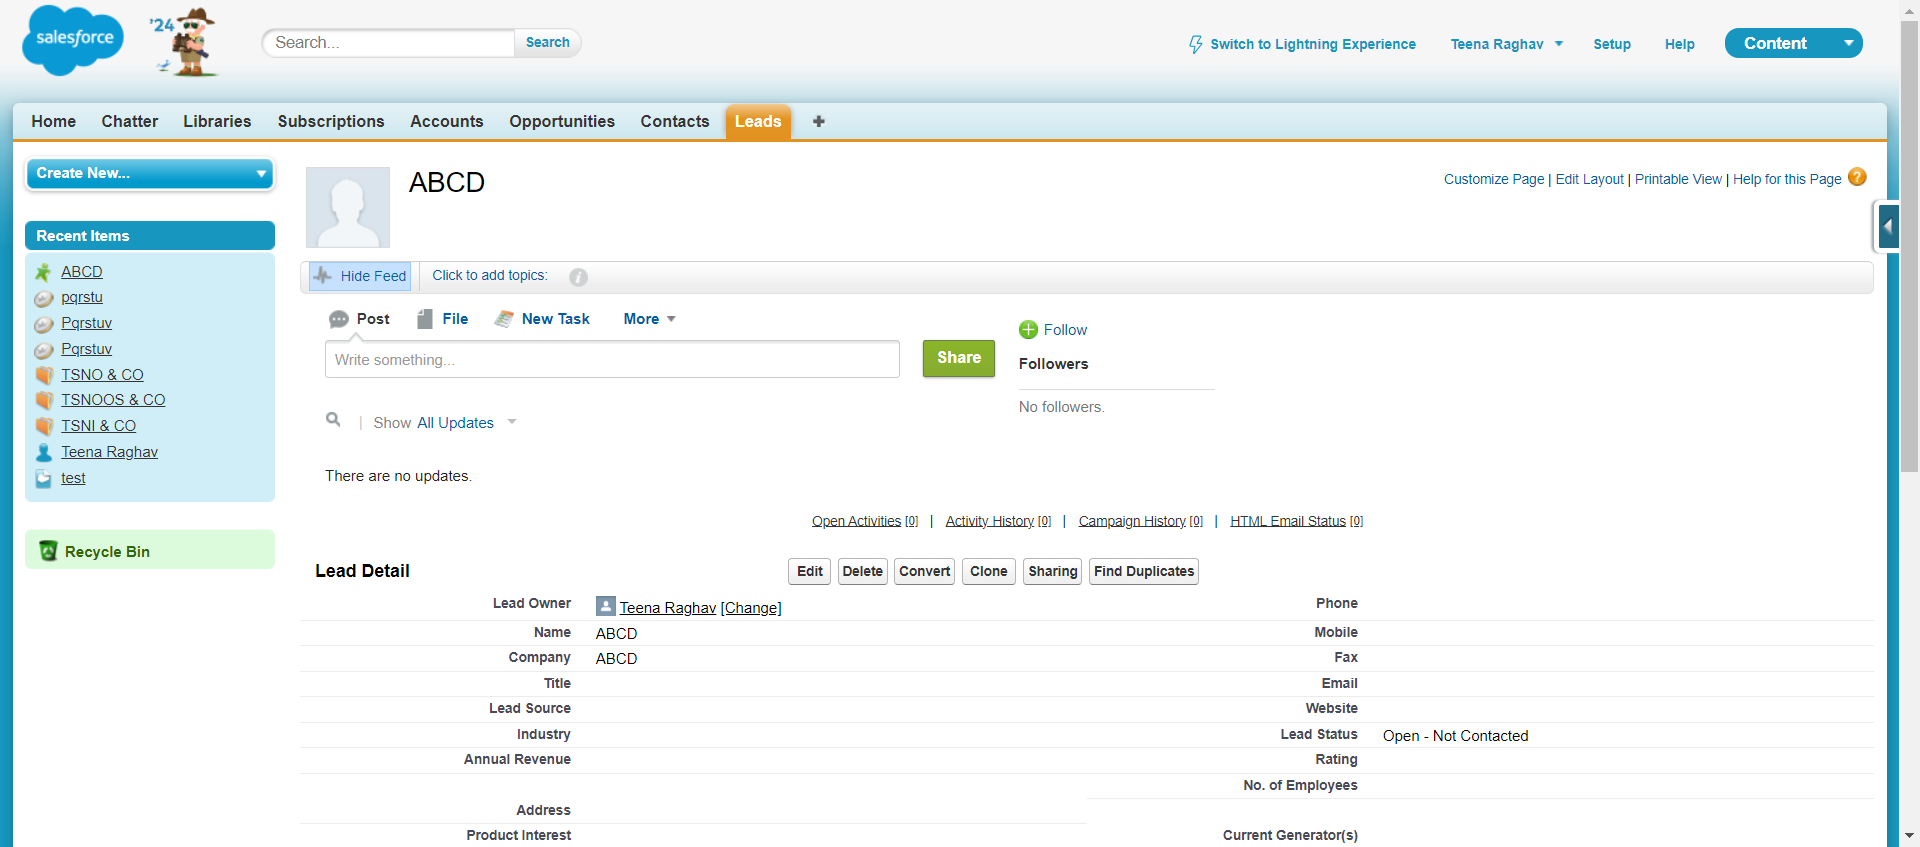 salesforce
'24
Search...
Search
Switch to Lightning Experience
Teena Raghav
Setup
Help
Content
Home
Chatter
Libraries
Subscriptions
Accounts
Opportunities
Contacts
Leads
Create New...
Recent Items
ABCD
pqrstu
Pqrstuv
Pqrstuv
TSNO & CO
TSNOOS & CO
TSNI & CO
Teena Raghav
test
Recycle Bin
ABCD
Customize Page | Edit Layout | Printable View | Help for this Page ?
Hide Feed
Click to add topics:
Post
File
New Task
More
Write something...
Share
Follow
Followers
No followers.
Show All Updates
There are no updates.
Open Activities [0] | Activity History [0] | Campaign History [0] | HTML Email Status [0]
Lead Detail
Edit
Delete
Convert
Clone
Sharing
Find Duplicates
Lead Owner Teena Raghav [Change] Phone
Name ABCD Mobile
Company ABCD Fax
Title Email
Lead Source Website
Industry Lead Status Open - Not Contacted
Annual Revenue Rating
No. of Employees
Address
Product Interest Current Generator(s)